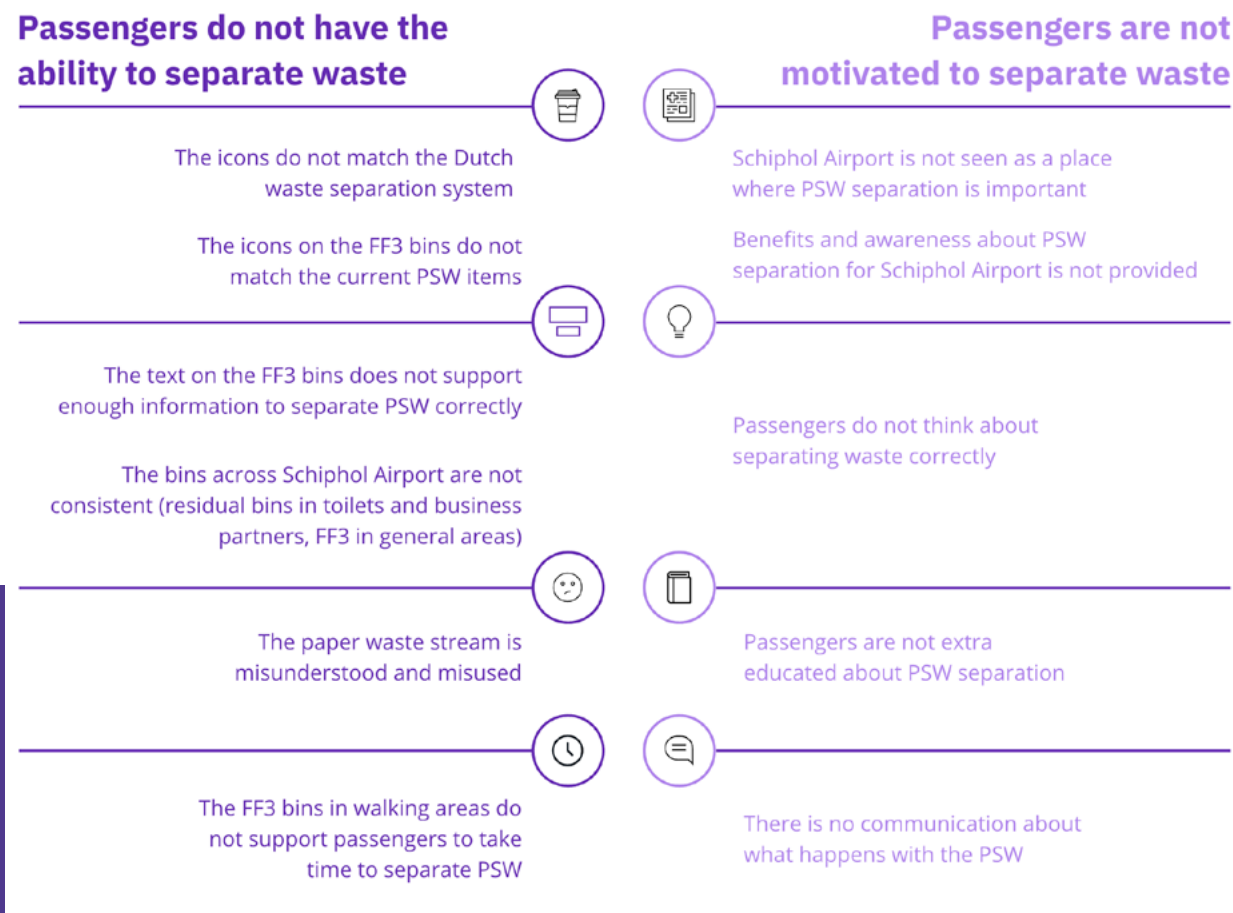 Passengers do not have the
ability to separate waste
The icons do not match the Dutch
waste separation system
The icons on the FF3 bins do not
match the current PSW items
The text on the FF3 bins does not support
enough information to separate PSW correctly
The bins across Schiphol Airport are not
consistent (residual bins in toilets and business
partners, FF3 in general areas)
The paper waste stream is
misunderstood and misused
The FF3 bins in walking areas do
not support passengers to take
time to separate PSW
Passengers are not
motivated to separate waste
Schiphol Airport is not seen as a place
where PSW separation is important
Benefits and awareness about PSW
separation for Schiphol Airport is not provided
Passengers do not think about
separating waste correctly
Passengers are not extra
educated about PSW separation
There is no communication about
what happens with the PSW